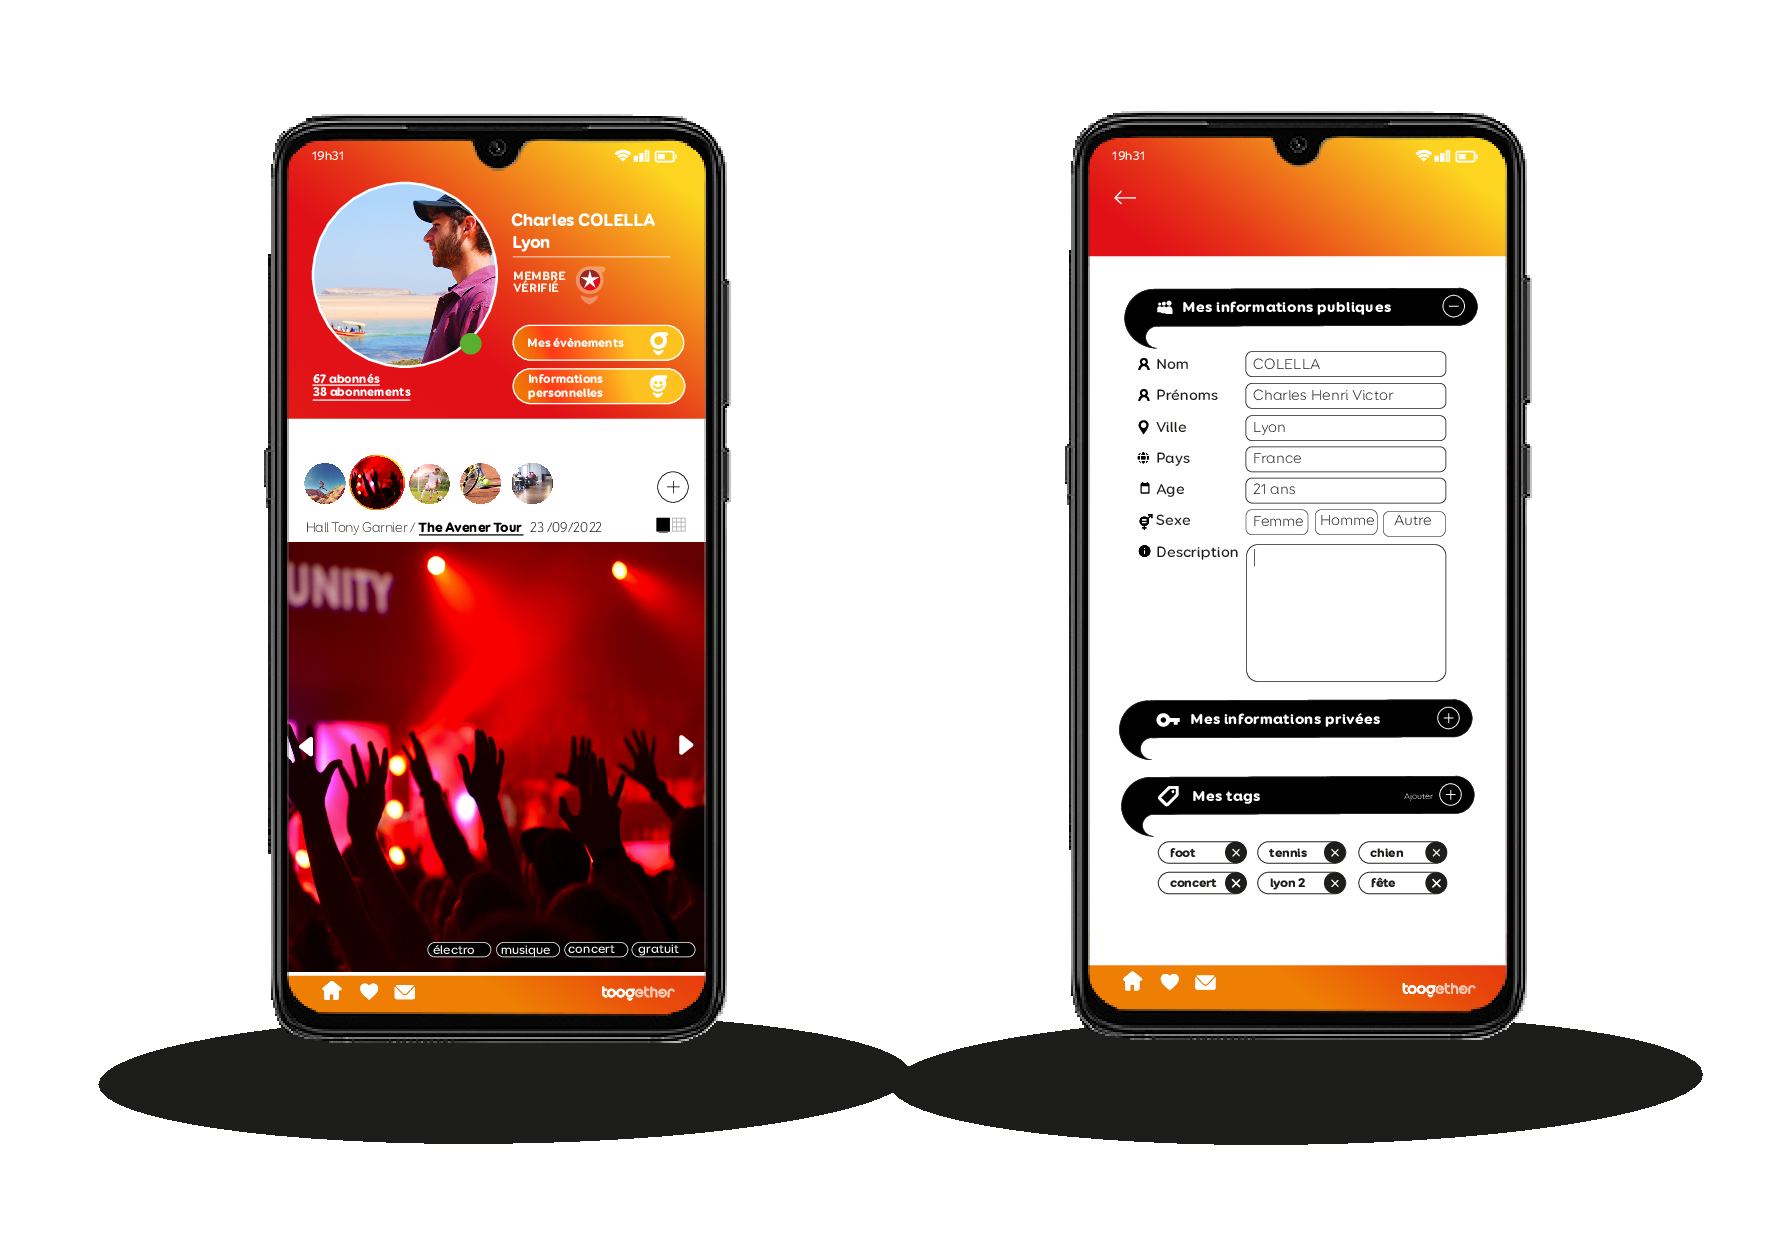 19h31
Charles COLELLA
Lyon
MEMBRE
VÉRIFIÉ
Mes évènements
Informations
personnelles
67 abonnés
38 abonnements
Hall Tony Garnier / The Avener Tour 23/09/2022
UNITY
électro musique concert gratuit
toogether
19h31
Mes informations publiques
Nom COLELLA
Prénoms Charles Henri Victor
Ville Lyon
Pays France
Age 21 ans
Sexe Femme Homme Autre
Description
Mes informations privées
Mes tags Ajouter
foot tennis chien
concert lyon 2 fête
toogether